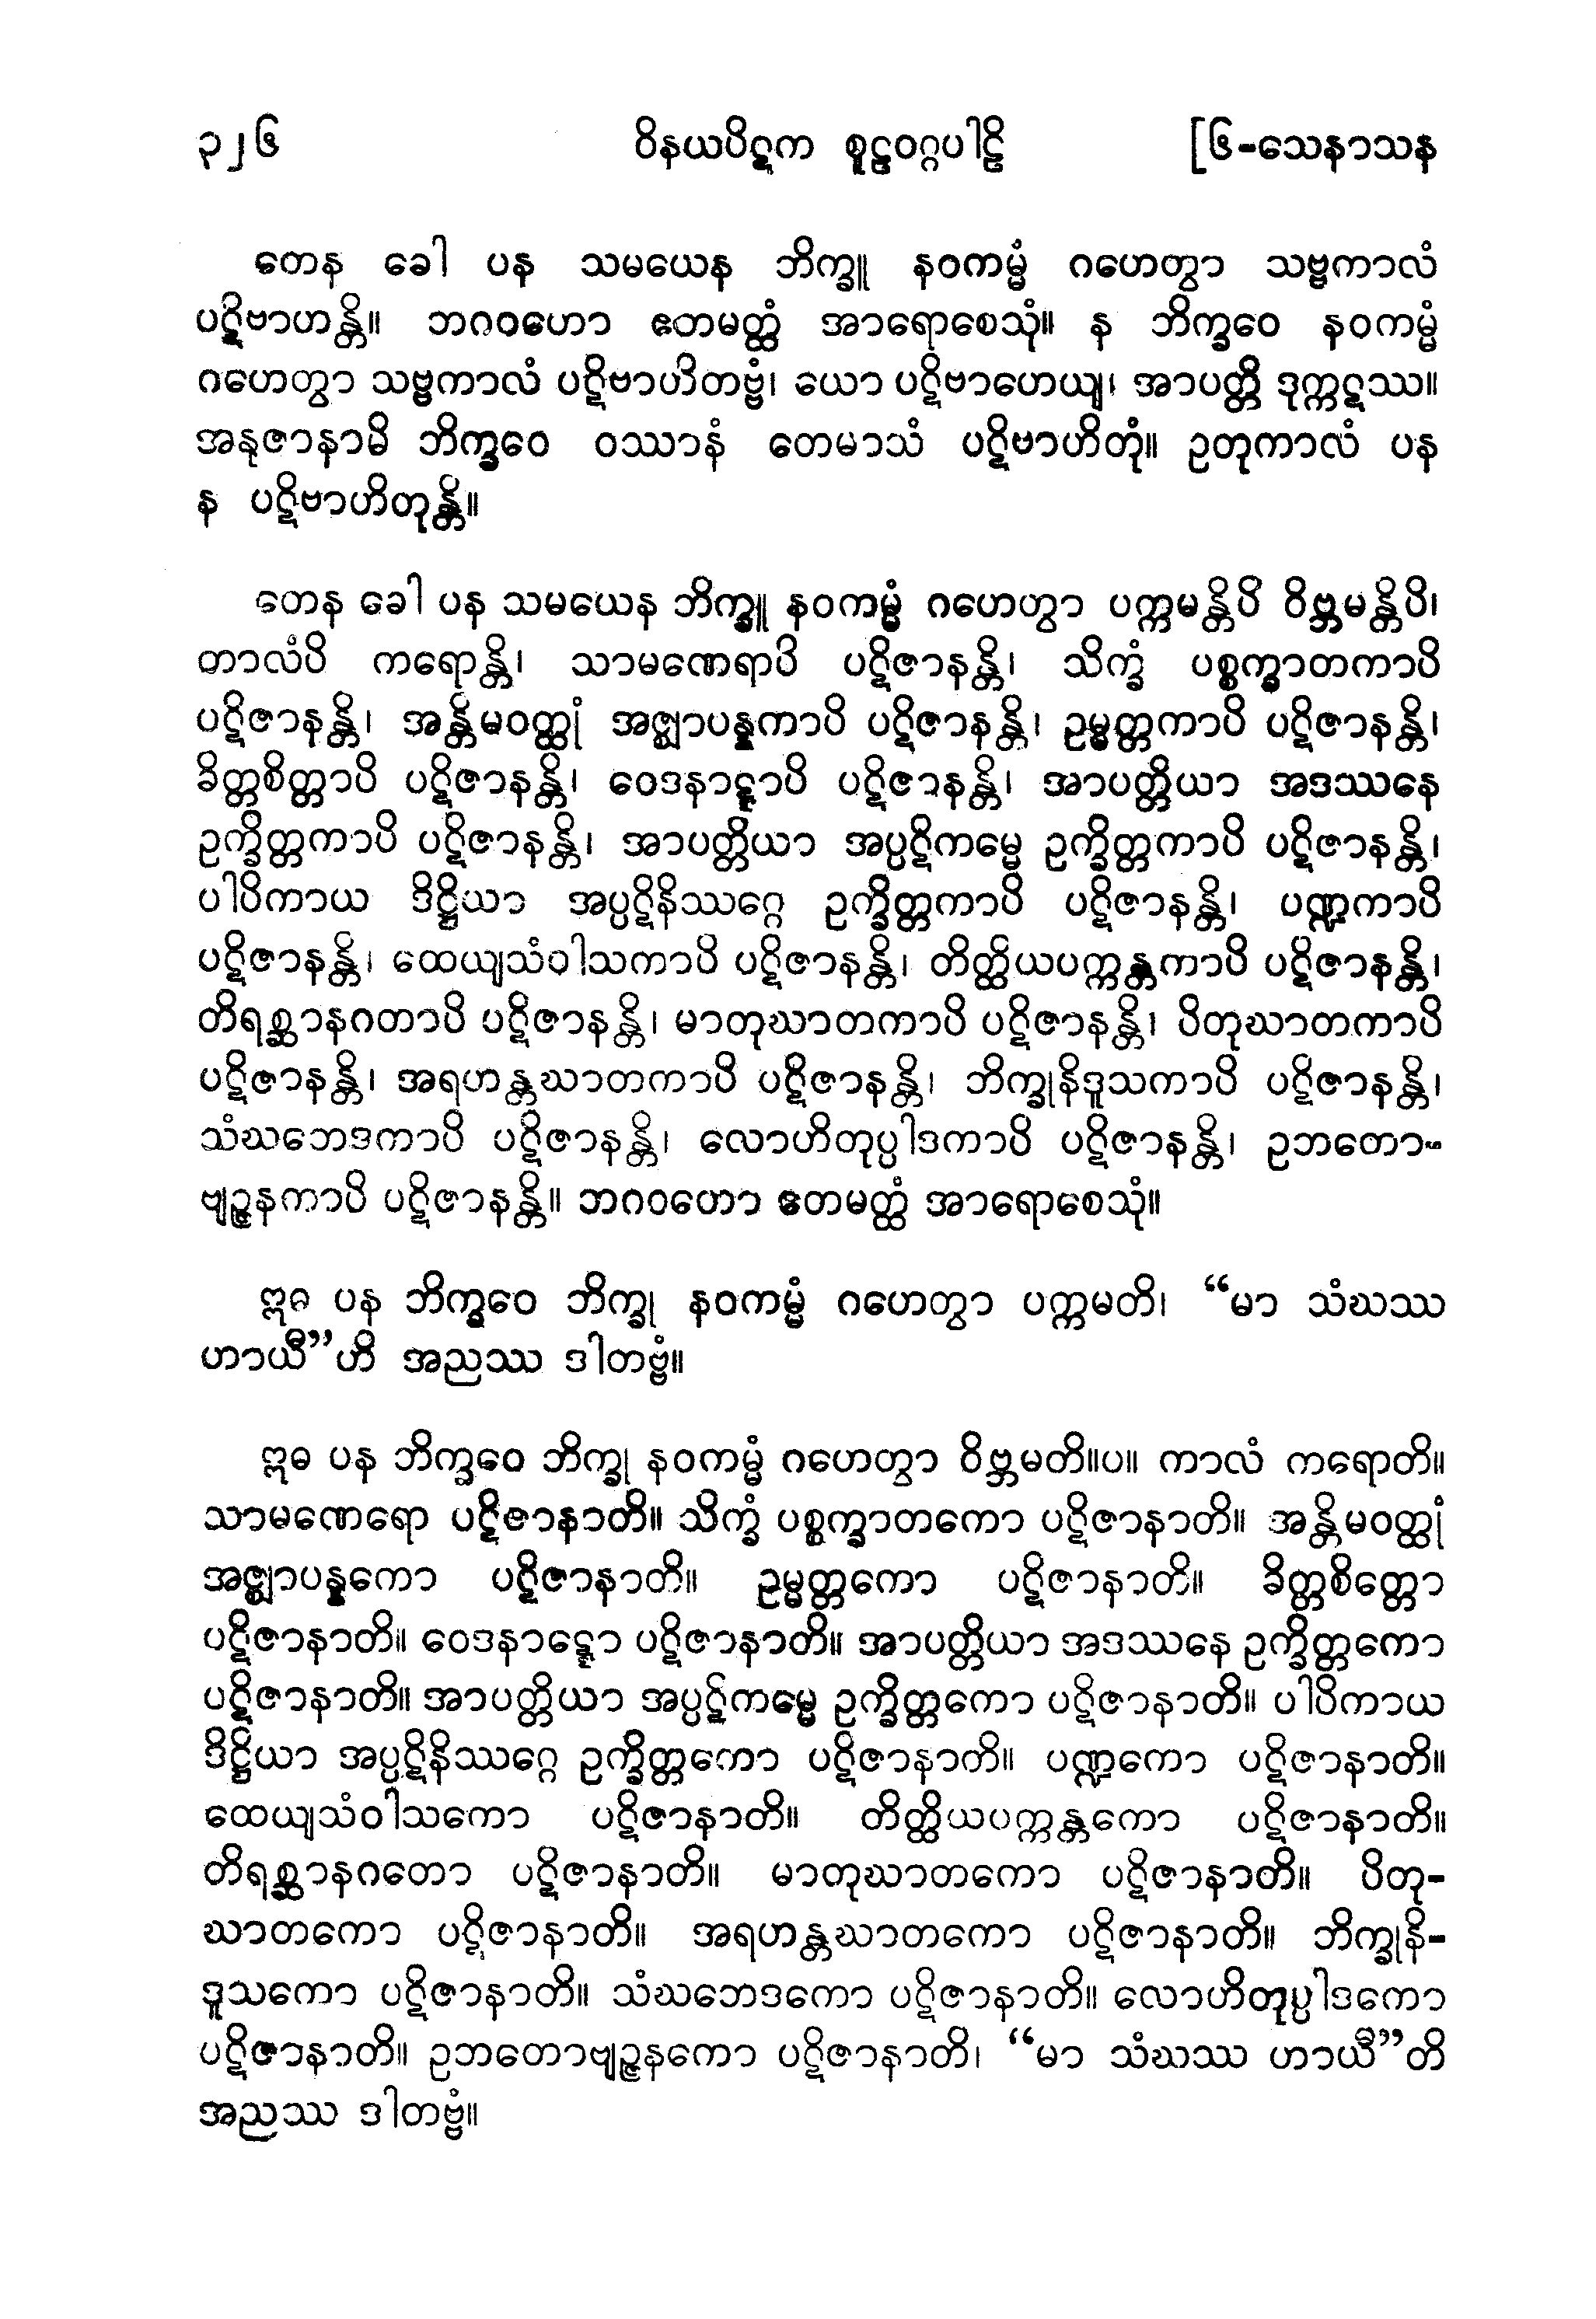 ၃၂၆ ဝိနယပိဋက စူဠဝဂ္ဂပါဠိ [၆-သေနာသန
တေန ခေါ ပန သမယေန ဘိက္ခူ နဝကမ္မံ ဂဟေတွာ သဗ္ဗကာလံ
ပဋိဗာဟန္တိ။ ဘဂဝတော ဧတမတ္ထံ အာရောစေသုံ။ န ဘိက္ခဝေ နဝကမ္မံ
ဂဟေတွာ သဗ္ဗကာလံ ပဋိဗာဟိတဗ္ဗံ၊ ယော ပဋိဗာဟေယျ၊ အာပတ္တိ ဒုက္ကဋဿ။
အနုဇာနာမိ ဘိက္ခဝေ ဝဿာနံ တေမာသံ ပဋိဗာဟိတုံ။ ဥတုကာလံ ပန
န ပဋိဗာဟိတုန္တိ။
တေန ခေါ ပန သမယေန ဘိက္ခူ နဝကမ္မံ ဂဟေတွာ ပက္ကမန္တိပိ ဝိဗ္ဘမန္တိပိ၊
ကာလံပိ ကရောန္တိ၊ သာမဏေရာပိ ပဋိဇာနန္တိ၊ သိက္ခံ ပစ္စက္ခာတကာပိ
ပဋိဇာနန္တိ၊ အန္တိမဝတ္ထုံ အဇ္ဈာပန္နကာပိ ပဋိဇာနန္တိ၊ ဥမ္မတ္တကာပိ ပဋိဇာနန္တိ၊
ခိတ္တစိတ္တာပိ ပဋိဇာနန္တိ၊ ဝေဒနာဋ္ဋာပိ ပဋိဇာနန္တိ၊ အာပတ္တိယာ အဒဿနေ
ဥက္ခိတ္တကာပိ ပဋိဇာနန္တိ၊ အာပတ္တိယာ အပ္ပဋိကမ္မေ ဥက္ခိတ္တကာပိ ပဋိဇာနန္တိ၊
ပါပိကာယ ဒိဋ္ဌိယာ အပ္ပဋိနိဿဂ္ဂေ ဥက္ခိတ္တကာပိ ပဋိဇာနန္တိ၊ ပဏ္ဍကာပိ
ပဋိဇာနန္တိ၊ ထေယျသံဝါသကာပိ ပဋိဇာနန္တိ၊ တိတ္ထိယပက္ကန္တကာပိ ပဋိဇာနန္တိ၊
တိရစ္ဆာနဂတာပိ ပဋိဇာနန္တိ၊ မာတုဃာတကာပိ ပဋိဇာနန္တိ၊ ပိတုဃာတကာပိ
ပဋိဇာနန္တိ၊ အရဟန္တဃာတကာပိ ပဋိဇာနန္တိ၊ ဘိက္ခုနိဒူသကာပိ ပဋိဇာနန္တိ၊
သံဃဘေဒကာပိ ပဋိဇာနန္တိ၊ လောဟိတုပ္ပါဒကာပိ ပဋိဇာနန္တိ၊ ဥဘတော-
ဗျဉ္ဇနကာပိ ပဋိဇာနန္တိ။ ဘဂဝတော ဧတမတ္ထံ အာရောစေသုံ။
ဣဓ ပန ဘိက္ခဝေ ဘိက္ခု နဝကမ္မံ ဂဟေတွာ ပက္ကမတိ၊ “မာ သံဃဿ
ဟာယီ”တိ အညဿ ဒါတဗ္ဗံ။
ဣဓ ပန ဘိက္ခဝေ ဘိက္ခု နဝကမ္မံ ဂဟေတွာ ဝိဗ္ဘမတိ။ပ။ ကာလံ ကရောတိ။
သာမဏေရော ပဋိဇာနာတိ။ သိက္ခံ ပစ္စက္ခာတကော ပဋိဇာနာတိ။ အန္တိမဝတ္ထုံ
အဇ္ဈာပန္နကော ပဋိဇာနာတိ။ ဥမ္မတ္တကော ပဋိဇာနာတိ။ ခိတ္တစိတ္တော
ပဋိဇာနာတိ။ ဝေဒနာဋ္ဋော ပဋိဇာနာတိ။ အာပတ္တိယာ အဒဿနေ ဥက္ခိတ္တကော
ပဋိဇာနာတိ။ အာပတ္တိယာ အပ္ပဋိကမ္မေ ဥက္ခိတ္တကော ပဋိဇာနာတိ။ ပါပိကာယ
ဒိဋ္ဌိယာ အပ္ပဋိနိဿဂ္ဂေ ဥက္ခိတ္တကော ပဋိဇာနာတိ။ ပဏ္ဍကော ပဋိဇာနာတိ။
ထေယျသံဝါသကော ပဋိဇာနာတိ။ တိတ္ထိယပက္ကန္တကော ပဋိဇာနာတိ။
တိရစ္ဆာနဂတော ပဋိဇာနာတိ။ မာတုဃာတကော ပဋိဇာနာတိ။ ပိတု-
ဃာတကော ပဋိဇာနာတိ။ အရဟန္တဃာတကော ပဋိဇာနာတိ။ ဘိက္ခုနိ-
ဒူသကော ပဋိဇာနာတိ။ သံဃဘေဒကော ပဋိဇာနာတိ။ လောဟိတုပ္ပါဒကော
ပဋိဇာနာတိ။ ဥဘတောဗျဉ္ဇနကော ပဋိဇာနာတိ၊ “မာ သံဃဿ ဟာယီ”တိ
အညဿ ဒါတဗ္ဗံ။